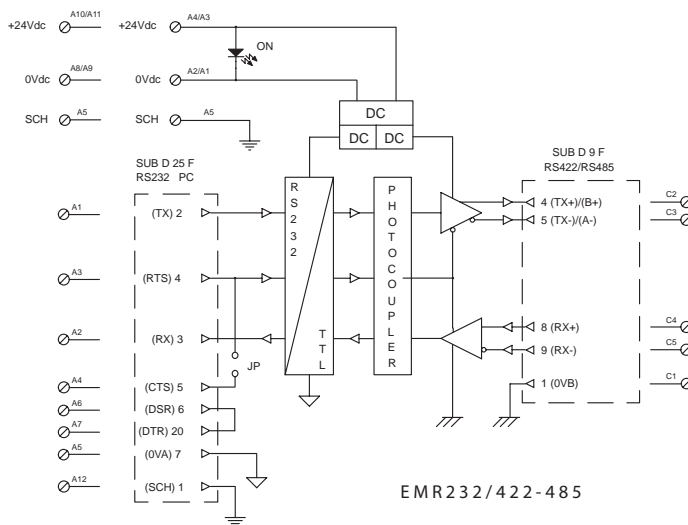 +24Vdc A10/A11 +24Vdc A4/A3
ON
0Vdc A8/A9 0Vdc A2/A1
SCH A5 SCH A5
DC
DC DC
SUB D 25 F
RS232 PC
SUB D 9 F
RS422/RS485
RS232
TTL
PHOTOCOUPLER
A1 (TX) 2
4 (TX+)/(B+) C2
5 (TX-)/(A-) C3
A3 (RTS) 4
A2 (RX) 3
8 (RX+) C4
9 (RX-) C5
JP
A4 (CTS) 5
1 (0VB) C1
A6 (DSR) 6
A7 (DTR) 20
A5 (0VA) 7
A12 (SCH) 1
EMR232/422-485